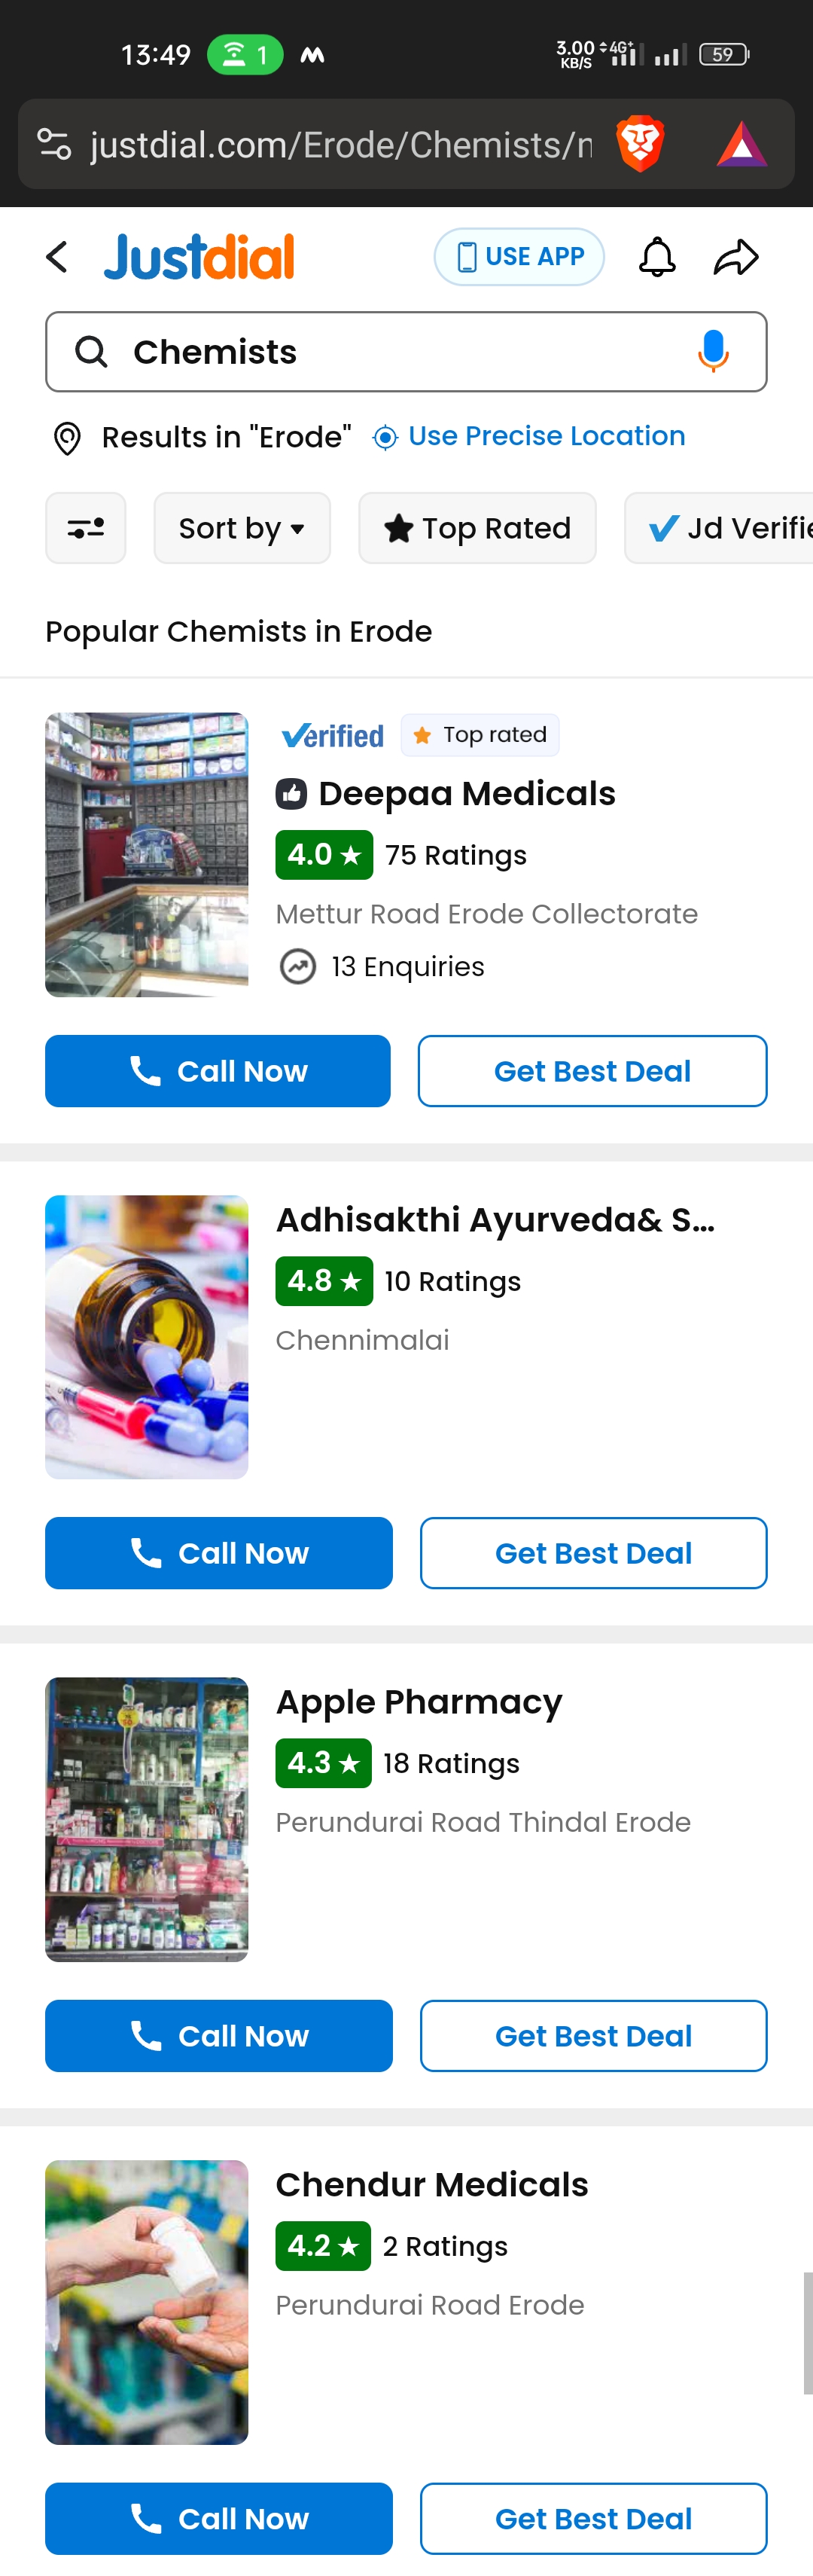 13:49
1
3.00 KB/S
4G+
59
justdial.com/Erode/Chemists/n
Justdial
USE APP
Chemists
Results in "Erode"
Use Precise Location
Sort by
Top Rated
Jd Verifie
Popular Chemists in Erode
Verified
Top rated
Deepaa Medicals
4.0 ★ 75 Ratings
Mettur Road Erode Collectorate
13 Enquiries
Call Now
Get Best Deal
Adhisakthi Ayurveda& S...
4.8 ★ 10 Ratings
Chennimalai
Call Now
Get Best Deal
Apple Pharmacy
4.3 ★ 18 Ratings
Perundurai Road Thindal Erode
Call Now
Get Best Deal
Chendur Medicals
4.2 ★ 2 Ratings
Perundurai Road Erode
Call Now
Get Best Deal